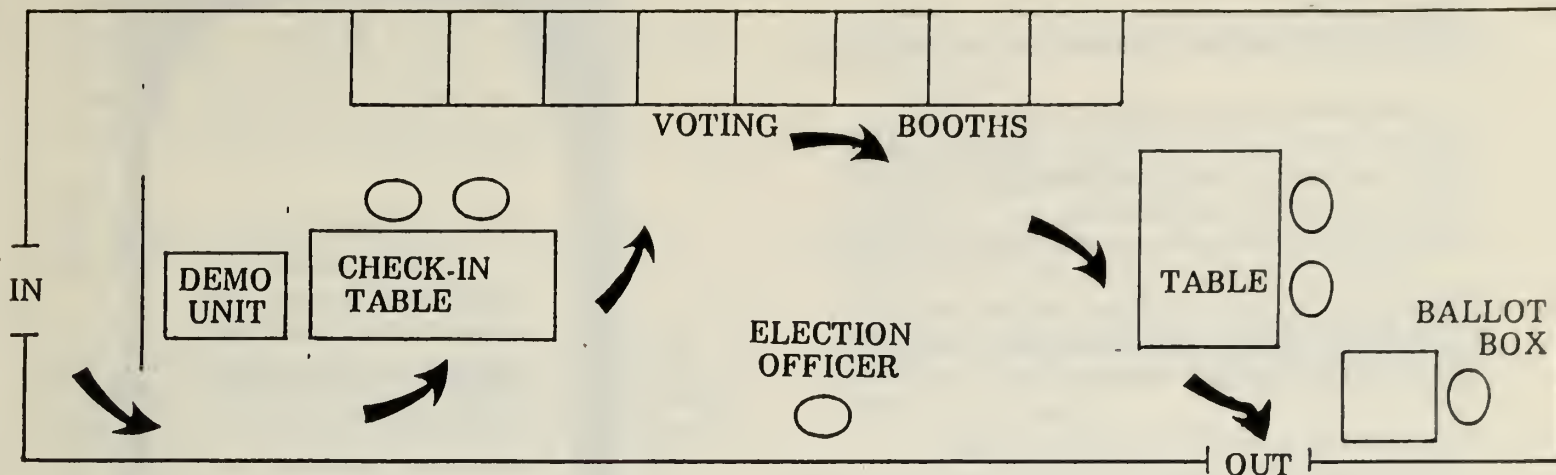 VOTING BOOTHS
IN
DEMO
UNIT
CHECK-IN
TABLE
ELECTION
OFFICER
TABLE
BALLOT
BOX
OUT